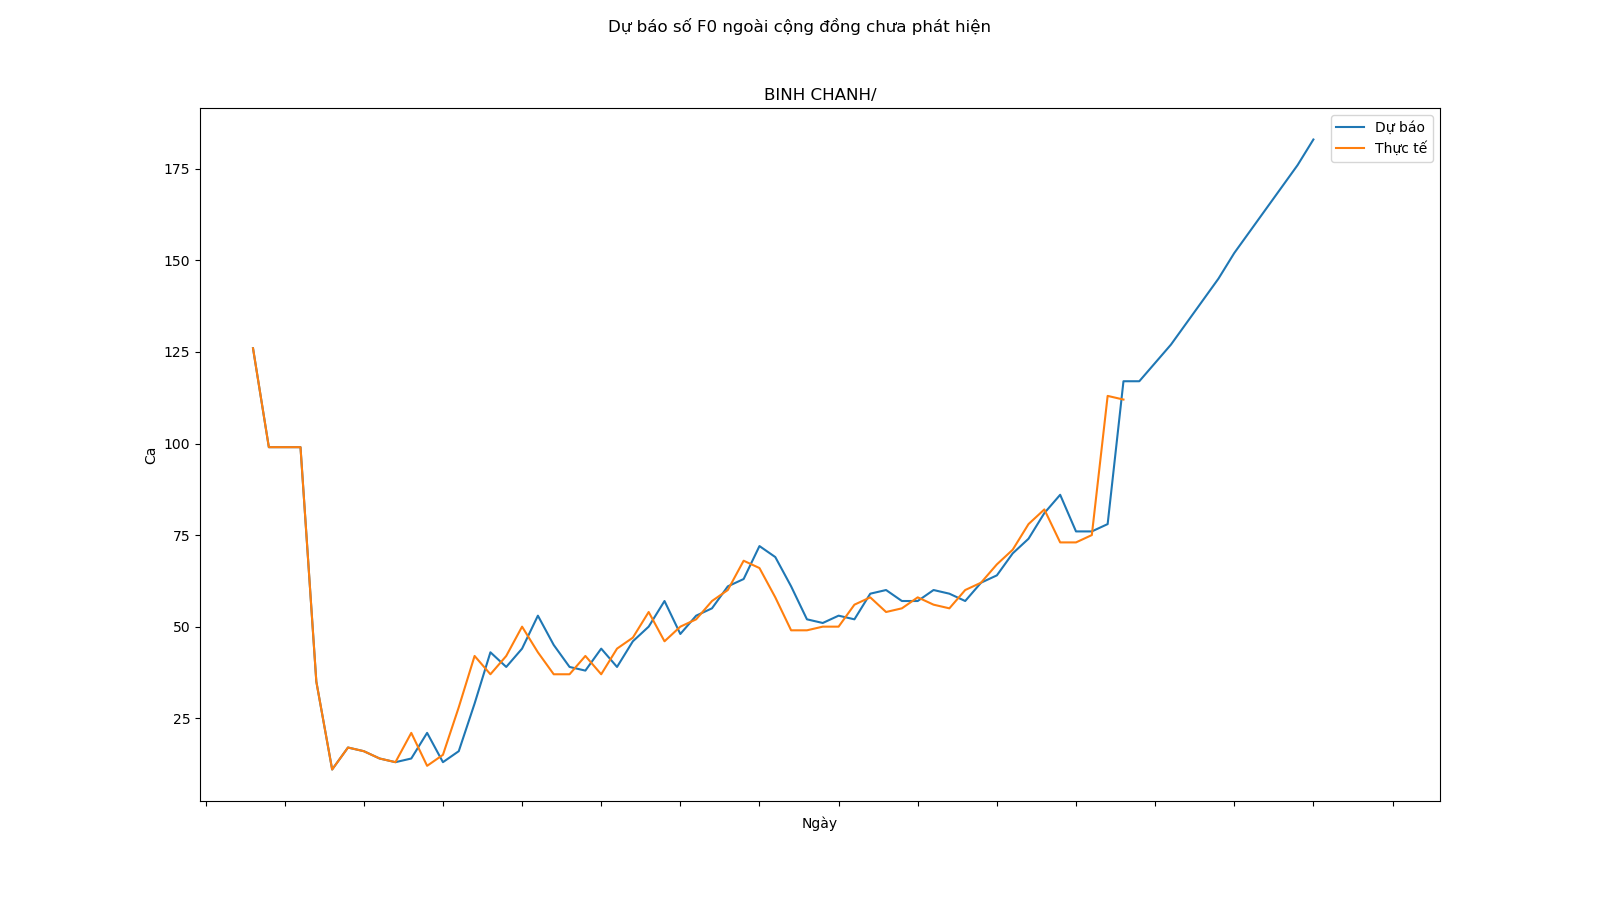 Dự báo số F0 ngoài cộng đồng chưa phát hiện
BINH CHANH/
Dự báo
Thực tế
175
150
125
100
75
50
25
Ca
Ngày